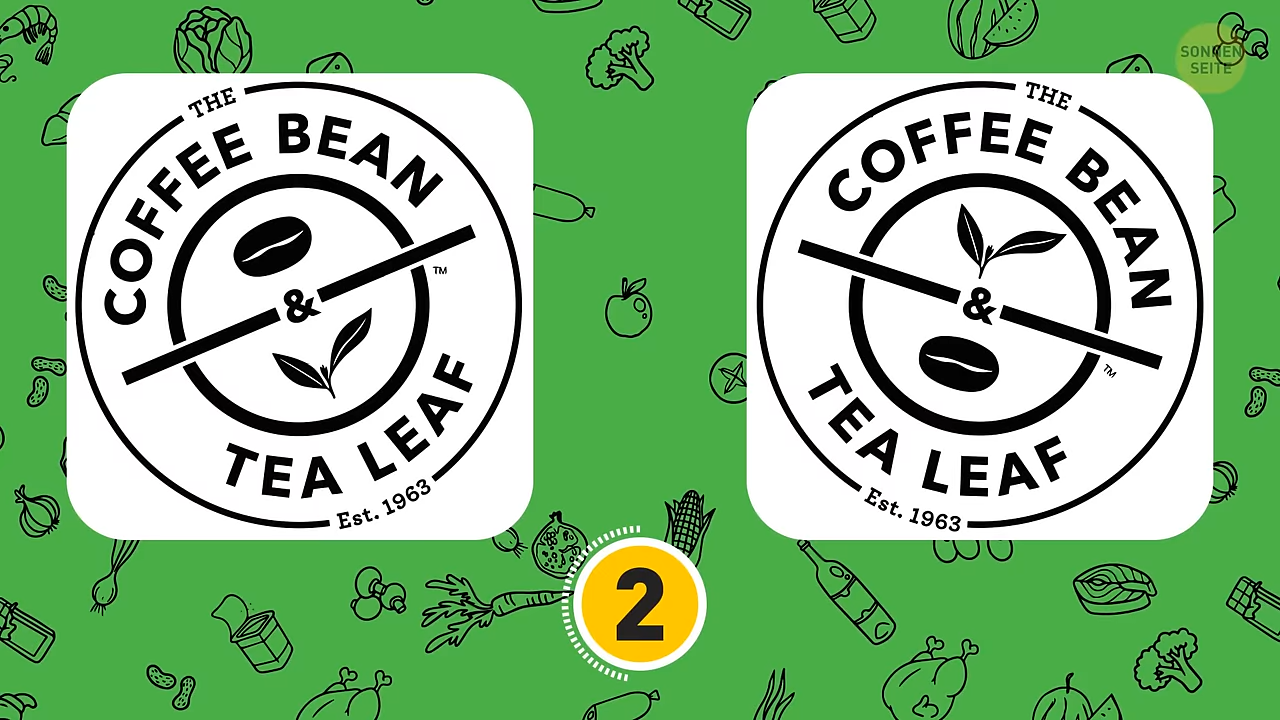 THE
COFFEE BEAN
&
TM
TEA LEAF
Est. 1963
THE
COFFEE BEAN
&
TM
TEA LEAF
Est. 1963
2
SONNEN
SEITE